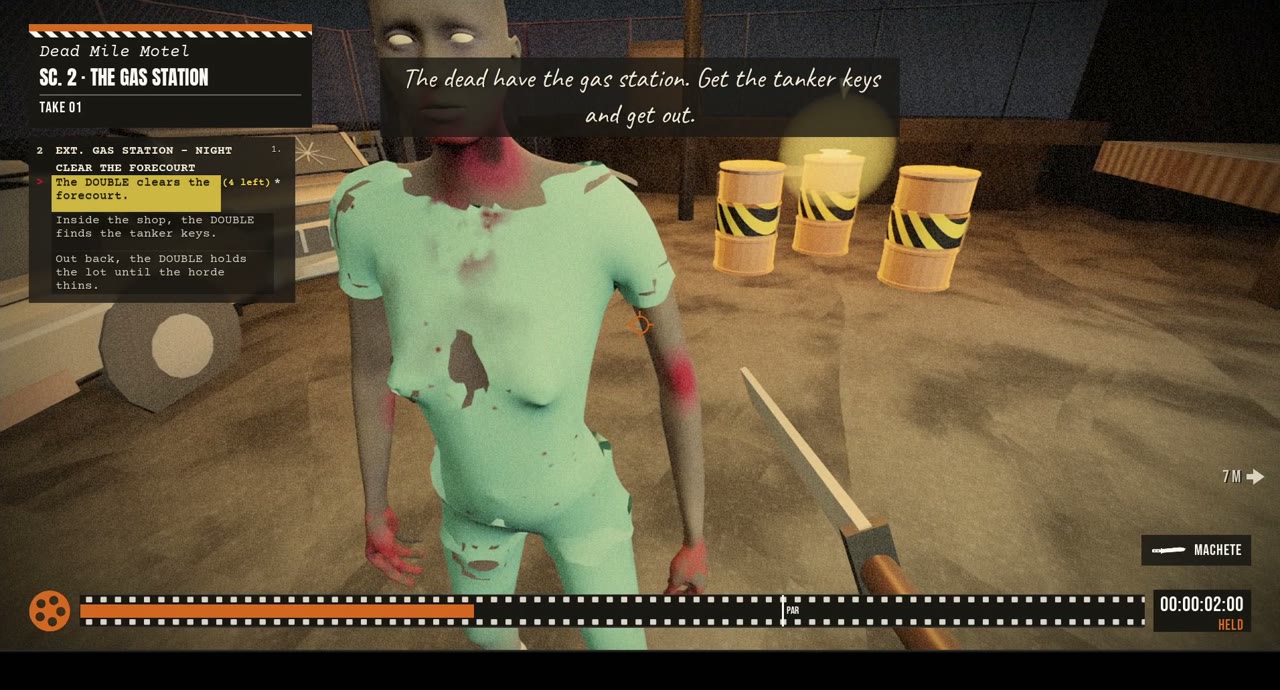 Dead Mile Motel
SC. 2 · THE GAS STATION
TAKE 01
The dead have the gas station. Get the tanker keys
and get out.
2 EXT. GAS STATION – NIGHT 1.
CLEAR THE FORECOURT
> The DOUBLE clears the (4 left) *
forecourt.
Inside the shop, the DOUBLE
finds the tanker keys.
Out back, the DOUBLE holds
the lot until the horde
thins.
7 M
MACHETE
PAR
00:00:02:00
HELD